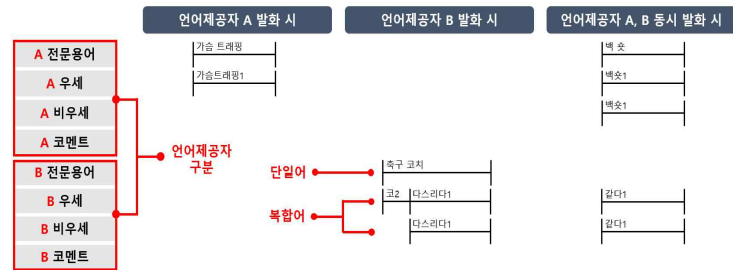 언어제공자 A 발화 시
언어제공자 B 발화 시
언어제공자 A, B 동시 발화 시
A 전문용어
A 우세
A 비우세
A 코멘트
B 전문용어
B 우세
B 비우세
B 코멘트
언어제공자
구분
가슴 트래핑
가슴트래핑1
단일어
복합어
축구 코치
코2
다스리다1
다스리다1
백 숏
백숏1
백숏1
같다1
같다1